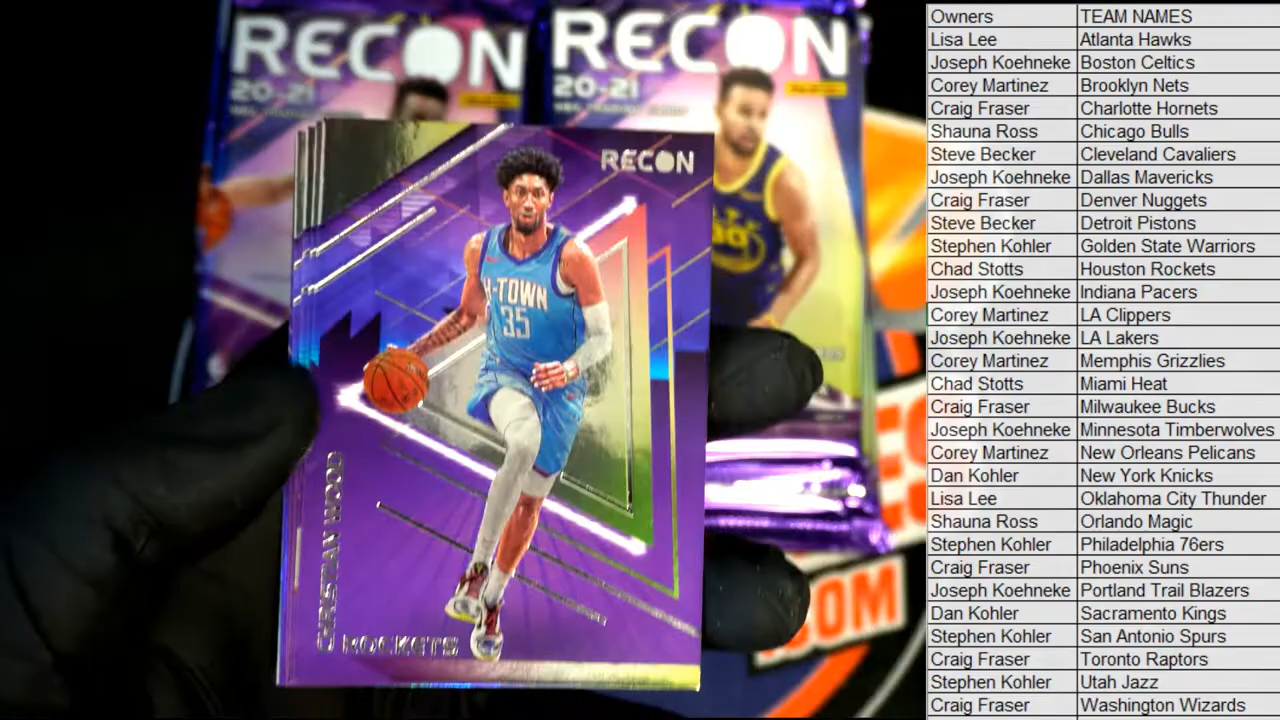 RECON
20-21
RECON
20-21
RECON
H-TOWN
35
30
CHRISTIAN WOOD
ROCKETS
.COM
Owners TEAM NAMES
Lisa Lee Atlanta Hawks
Joseph Koehneke Boston Celtics
Corey Martinez Brooklyn Nets
Craig Fraser Charlotte Hornets
Shauna Ross Chicago Bulls
Steve Becker Cleveland Cavaliers
Joseph Koehneke Dallas Mavericks
Craig Fraser Denver Nuggets
Steve Becker Detroit Pistons
Stephen Kohler Golden State Warriors
Chad Stotts Houston Rockets
Joseph Koehneke Indiana Pacers
Corey Martinez LA Clippers
Joseph Koehneke LA Lakers
Corey Martinez Memphis Grizzlies
Chad Stotts Miami Heat
Craig Fraser Milwaukee Bucks
Joseph Koehneke Minnesota Timberwolves
Corey Martinez New Orleans Pelicans
Dan Kohler New York Knicks
Lisa Lee Oklahoma City Thunder
Shauna Ross Orlando Magic
Stephen Kohler Philadelphia 76ers
Craig Fraser Phoenix Suns
Joseph Koehneke Portland Trail Blazers
Dan Kohler Sacramento Kings
Stephen Kohler San Antonio Spurs
Craig Fraser Toronto Raptors
Stephen Kohler Utah Jazz
Craig Fraser Washington Wizards